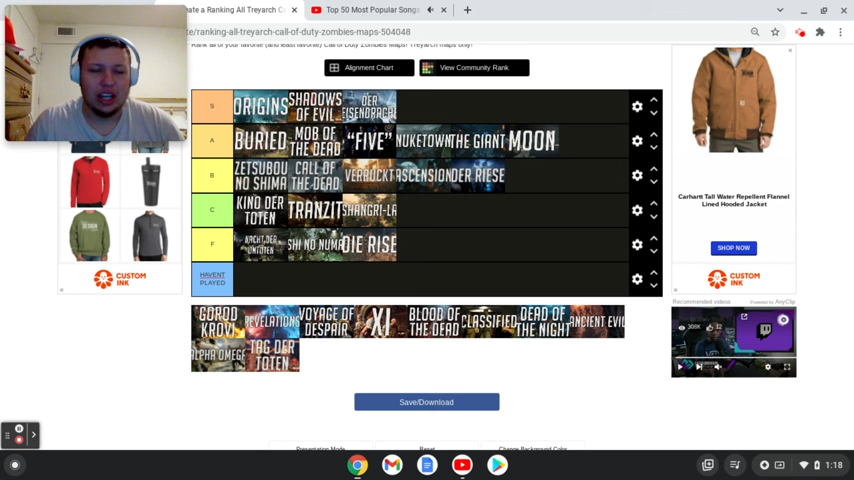 eate a Ranking All Treyarch C
Top 50 Most Popular Songs
te/ranking-all-treyarch-call-of-duty-zombies-maps-504048
Rank all of your favorite (and least favorite) Call of Duty Zombies Maps! Treyarch maps only!
Alignment Chart
View Community Rank
S
ORIGINS
SHADOWS OF EVIL
DER EISENDRACHE
A
BURIED
MOB OF THE DEAD
"FIVE"
NUKETOWN
THE GIANT
MOON
B
ZETSUBOU NO SHIMA
CALL OF THE DEAD
VERRÜCKT
ASCENSION
DER RIESE
C
KINO DER TOTEN
TRANZIT
SHANGRI-LA
F
NACHT DER UNTOTEN
SHI NO NUMA
DIE RISE
HAVENT PLAYED
GOROD KROVI
REVELATIONS
VOYAGE OF DESPAIR
XI
BLOOD OF THE DEAD
CLASSIFIED
DEAD OF THE NIGHT
ANCIENT EVIL
ALPHA OMEGA
TAG DER TOTEN
Save/Download
Presentation Mode
Reset
Change Background Color
CUSTOM INK
Carhartt Tall Water Repellent Flannel
Lined Hooded Jacket
SHOP NOW
CUSTOM INK
Recommended videos
Powered by AnyClip
308K
12
1:18